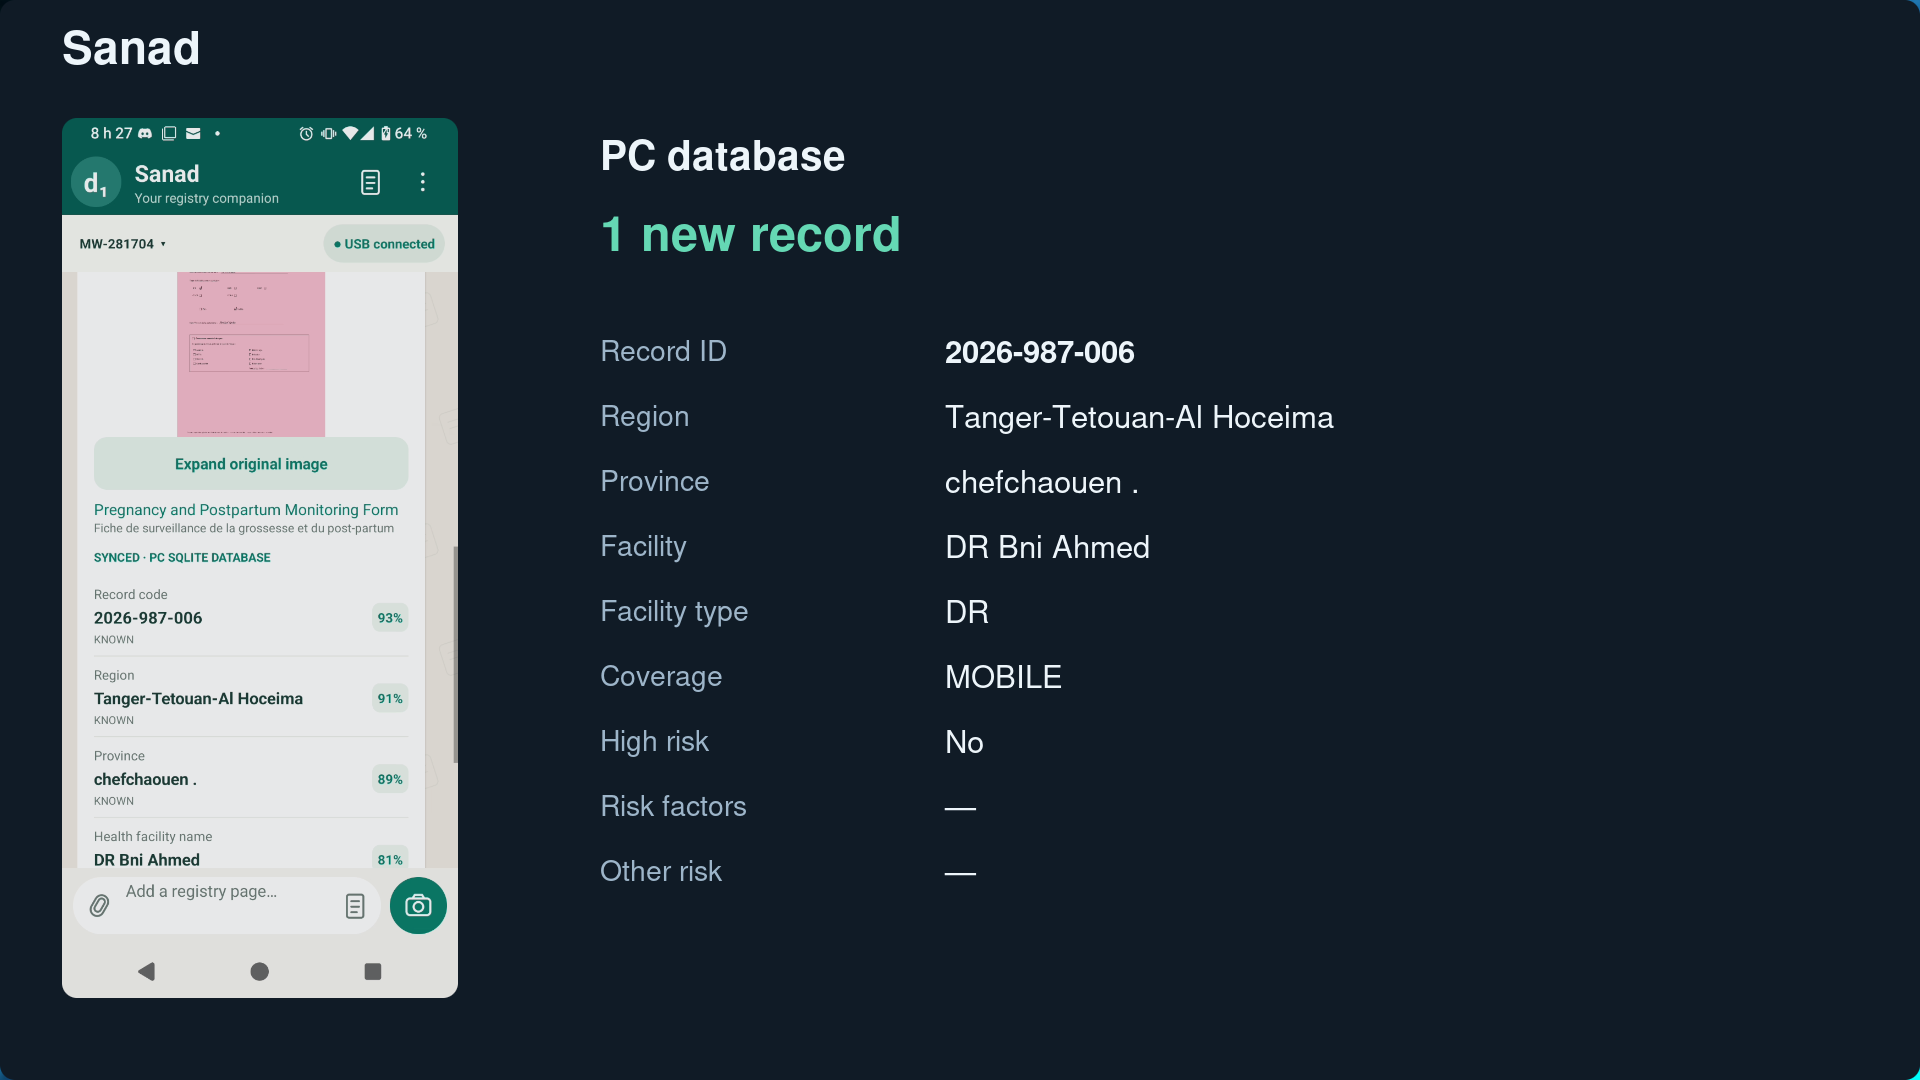 Sanad
8 h 27
64 %
d1
Sanad
Your registry companion
MW-281704
USB connected
Expand original image
Pregnancy and Postpartum Monitoring Form
Fiche de surveillance de la grossesse et du post-partum
SYNCED · PC SQLITE DATABASE
Record code
2026-987-006
93%
KNOWN
Region
Tanger-Tetouan-Al Hoceima
91%
KNOWN
Province
chefchaouen .
89%
KNOWN
Health facility name
DR Bni Ahmed
81%
Add a registry page...
PC database
1 new record
Record ID 2026-987-006
Region Tanger-Tetouan-Al Hoceima
Province chefchaouen .
Facility DR Bni Ahmed
Facility type DR
Coverage MOBILE
High risk No
Risk factors —
Other risk —